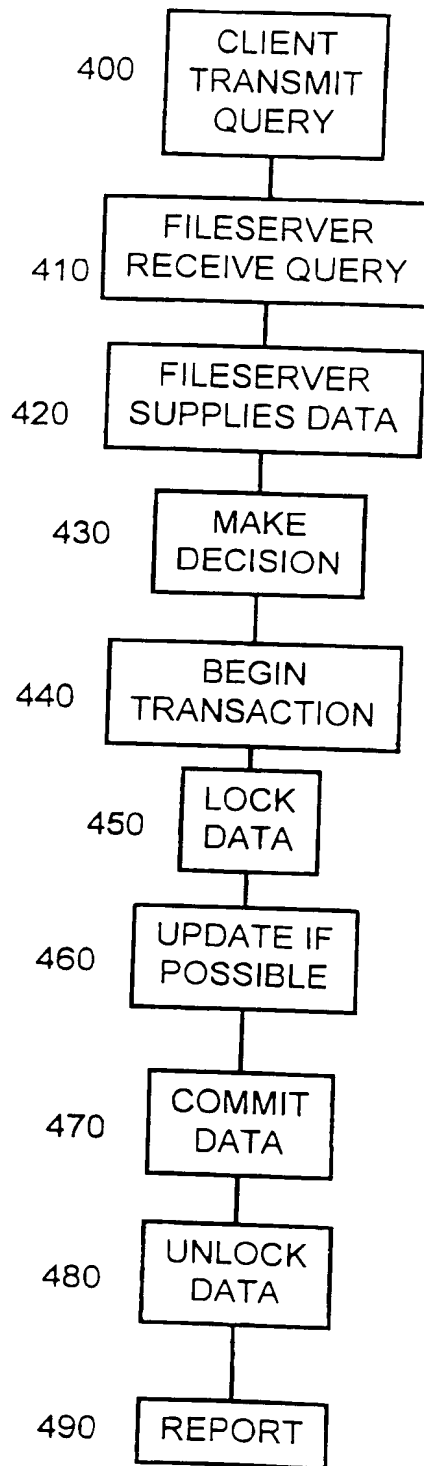 400
CLIENT
TRANSMIT
QUERY
410
FILESERVER
RECEIVE QUERY
420
FILESERVER
SUPPLIES DATA
430
MAKE
DECISION
440
BEGIN
TRANSACTION
450
LOCK
DATA
460
UPDATE IF
POSSIBLE
470
COMMIT
DATA
480
UNLOCK
DATA
490
REPORT